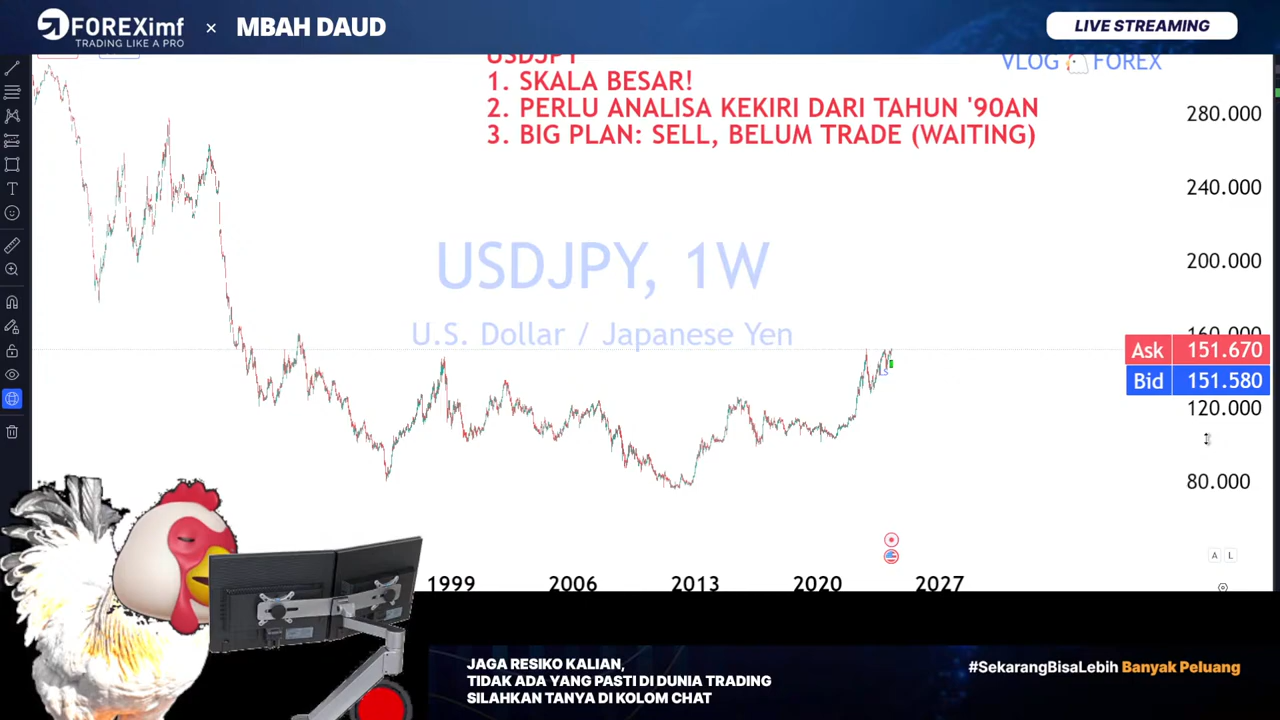 FOREXimf
TRADING LIKE A PRO
×
MBAH DAUD
LIVE STREAMING
USDJPY
1. SKALA BESAR!
2. PERLU ANALISA KEKIRI DARI TAHUN '90AN
3. BIG PLAN: SELL, BELUM TRADE (WAITING)
VLOG FOREX
280.000
240.000
200.000
160.000
USDJPY, 1W
U.S. Dollar / Japanese Yen
Ask 151.670
Bid 151.580
120.000
80.000
A L
1999 2006 2013 2020 2027
JAGA RESIKO KALIAN,
TIDAK ADA YANG PASTI DI DUNIA TRADING
SILAHKAN TANYA DI KOLOM CHAT
#SekarangBisaLebih Banyak Peluang